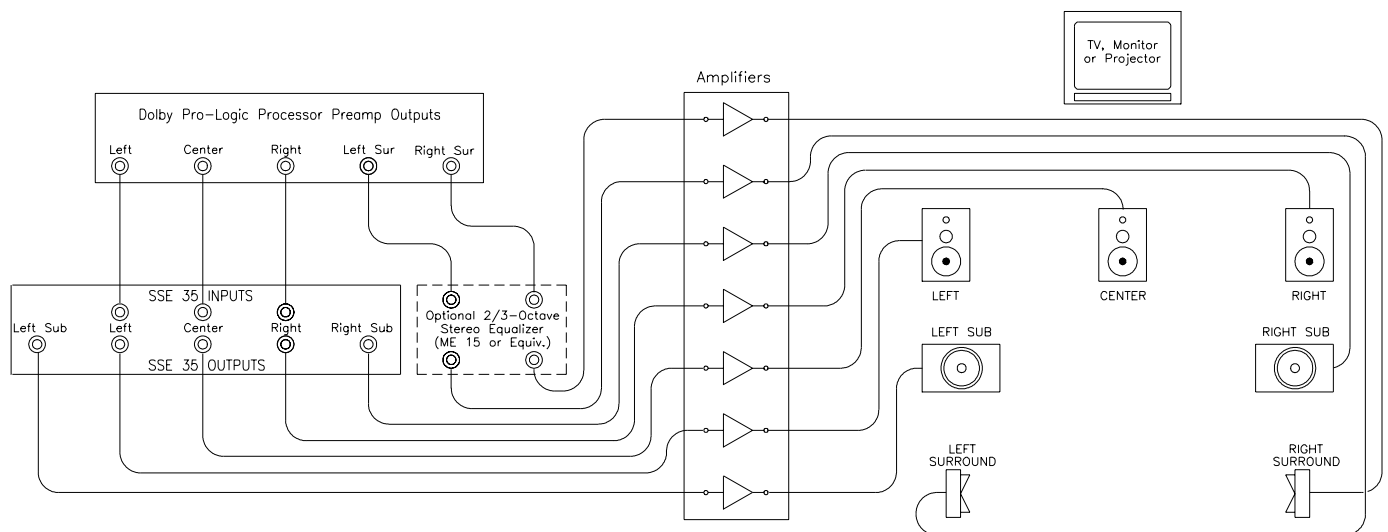 TV, Monitor
or Projector
Amplifiers
Dolby Pro-Logic Processor Preamp Outputs
Left Center Right Left Sur Right Sur
SSE 35 INPUTS
Left Sub Left Center Right Right Sub
SSE 35 OUTPUTS
Optional 2/3-Octave
Stereo Equalizer
(ME 15 or Equiv.)
LEFT CENTER RIGHT
LEFT SUB RIGHT SUB
LEFT
SURROUND
RIGHT
SURROUND